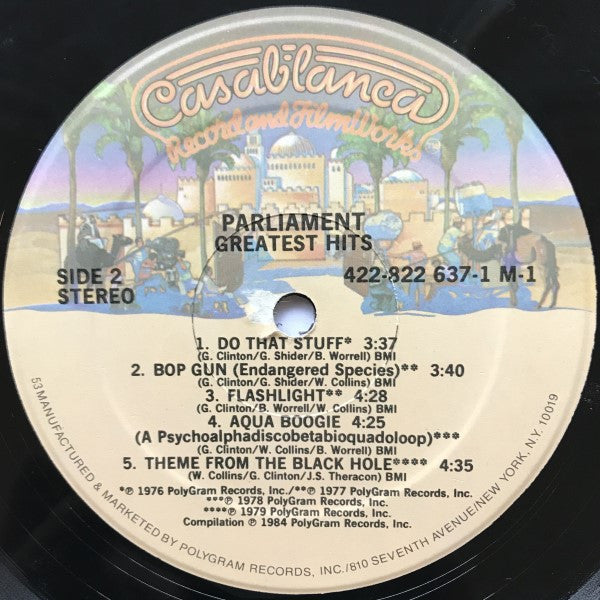 Casablanca
Record and FilmWorks
PARLIAMENT
GREATEST HITS
SIDE 2
STEREO
422-822 637-1 M-1
1. DO THAT STUFF* 3:37
(G. Clinton/G. Shider/B. Worrell) BMI
2. BOP GUN (Endangered Species)** 3:40
(G. Clinton/G. Shider/W. Collins) BMI
3. FLASHLIGHT** 4:28
(G. Clinton/B. Worrell/W. Collins) BMI
4. AQUA BOOGIE 4:25
(A Psychoalphadiscobetabioquadoloop)***
(G. Clinton/W. Collins/B. Worrell) BMI
5. THEME FROM THE BLACK HOLE**** 4:35
(W. Collins/G. Clinton/J.S. Theracon) BMI
*℗ 1976 PolyGram Records, Inc./**℗ 1977 PolyGram Records, Inc.
***℗ 1978 PolyGram Records, Inc.
****℗ 1979 PolyGram Records, Inc.
Compilation ℗ 1984 PolyGram Records, Inc.
53 MANUFACTURED & MARKETED BY POLYGRAM RECORDS, INC./810 SEVENTH AVENUE/NEW YORK, N.Y. 10019